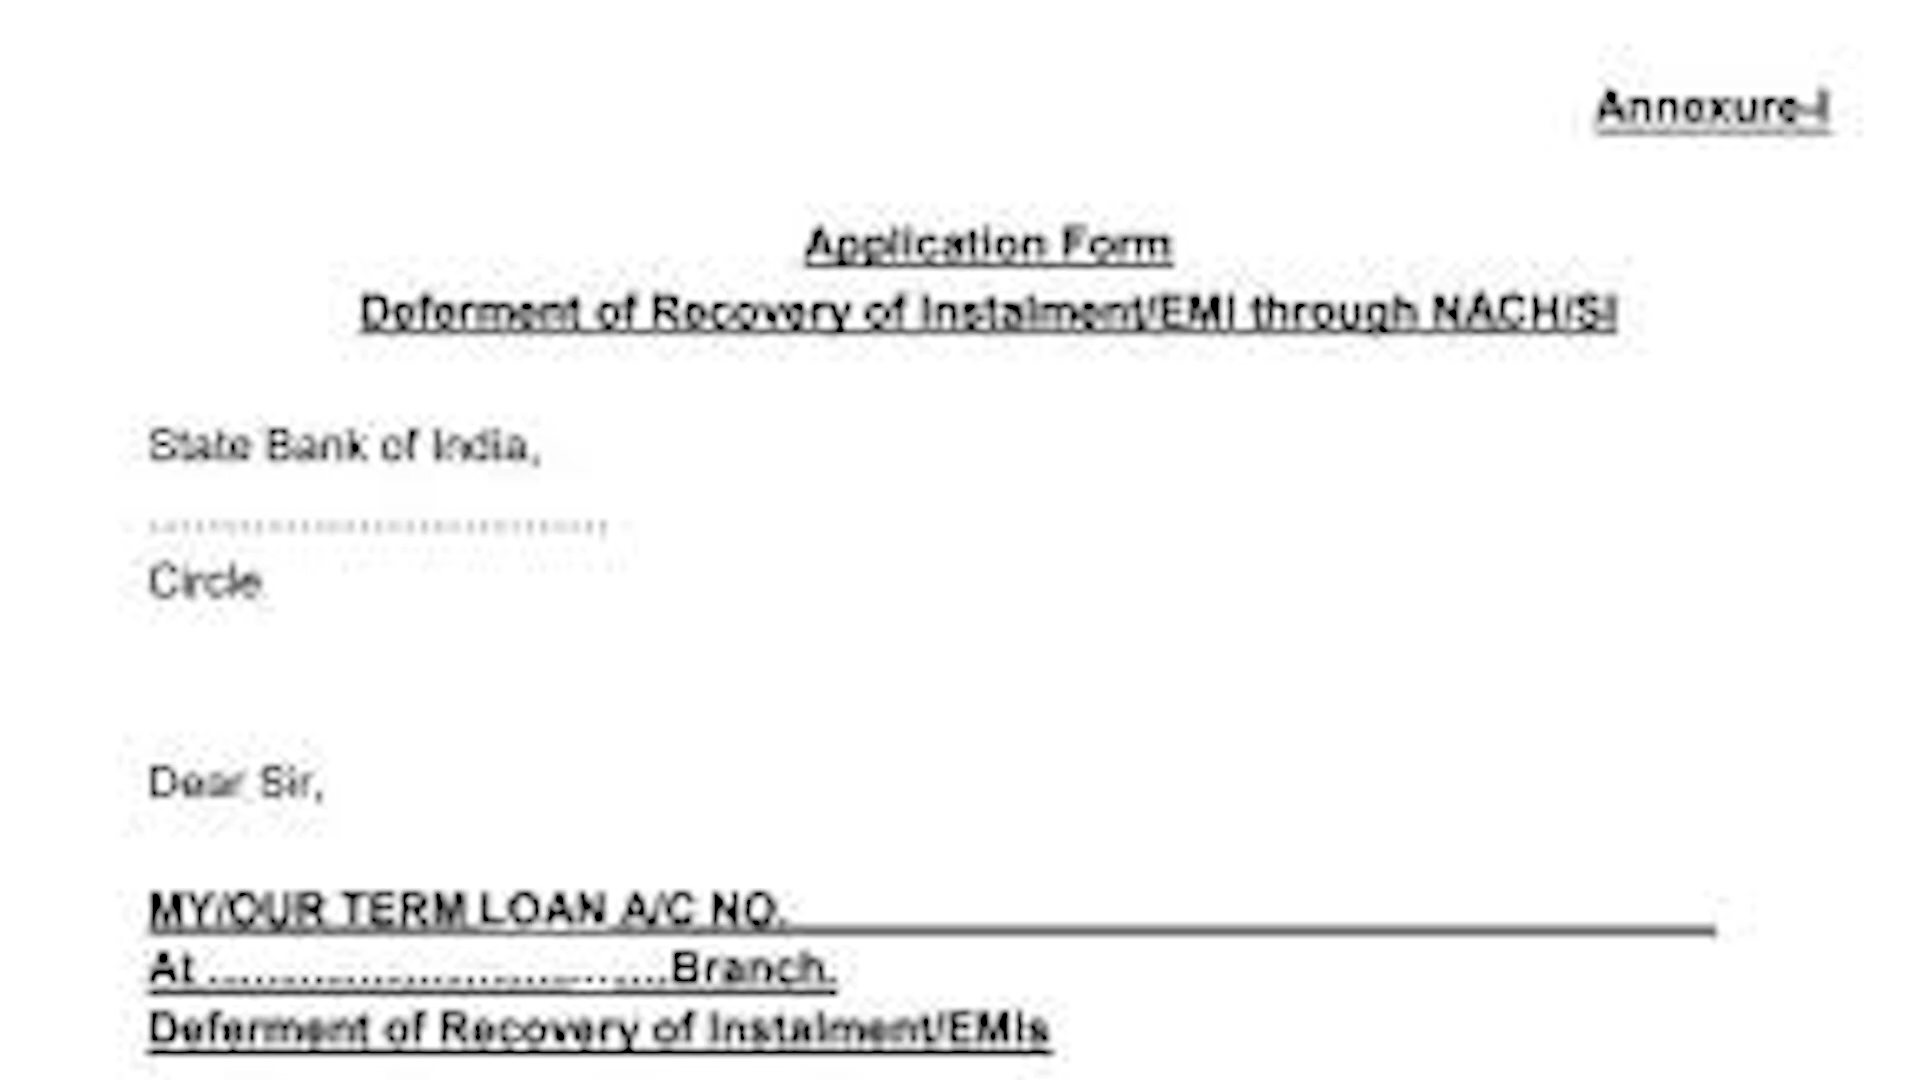 Annexure-I
Application Form
Deferment of Recovery of Instalment/EMI through NACH/SI
State Bank of India,
..............................
Circle
Dear Sir,
MY/OUR TERM LOAN A/C NO.____________________
At ..............................Branch.
Deferment of Recovery of Instalment/EMIs